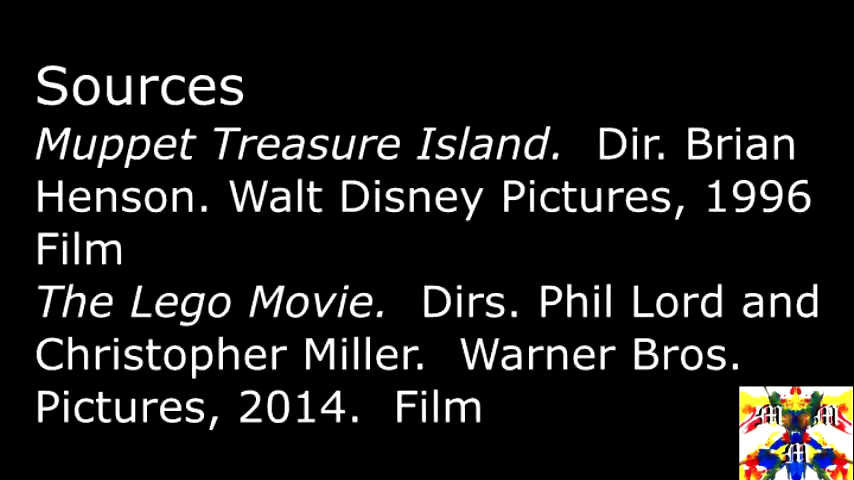 Sources
Muppet Treasure Island.  Dir. Brian
Henson. Walt Disney Pictures, 1996
Film
The Lego Movie.  Dirs. Phil Lord and
Christopher Miller.  Warner Bros.
Pictures, 2014.  Film
M M
M